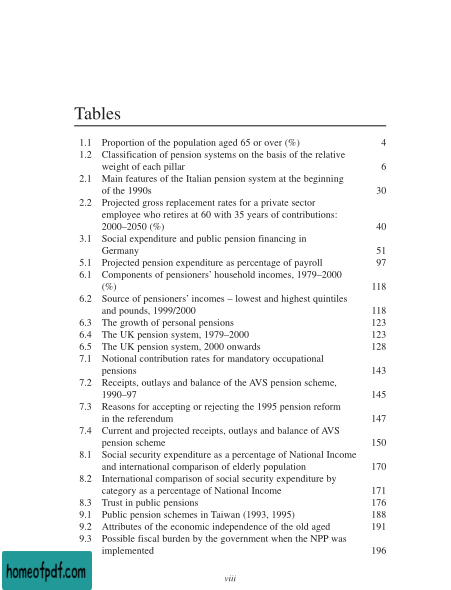 Tables
1.1 Proportion of the population aged 65 or over (%) 4
1.2 Classification of pension systems on the basis of the relative
weight of each pillar 6
2.1 Main features of the Italian pension system at the beginning
of the 1990s 30
2.2 Projected gross replacement rates for a private sector
employee who retires at 60 with 35 years of contributions:
2000–2050 (%) 40
3.1 Social expenditure and public pension financing in
Germany 51
5.1 Projected pension expenditure as percentage of payroll 97
6.1 Components of pensioners' household incomes, 1979–2000
(%) 118
6.2 Source of pensioners' incomes – lowest and highest quintiles
and pounds, 1999/2000 118
6.3 The growth of personal pensions 123
6.4 The UK pension system, 1979–2000 123
6.5 The UK pension system, 2000 onwards 128
7.1 Notional contribution rates for mandatory occupational
pensions 143
7.2 Receipts, outlays and balance of the AVS pension scheme,
1990–97 145
7.3 Reasons for accepting or rejecting the 1995 pension reform
in the referendum 147
7.4 Current and projected receipts, outlays and balance of AVS
pension scheme 150
8.1 Social security expenditure as a percentage of National Income
and international comparison of elderly population 170
8.2 International comparison of social security expenditure by
category as a percentage of National Income 171
8.3 Trust in public pensions 176
9.1 Public pension schemes in Taiwan (1993, 1995) 188
9.2 Attributes of the economic independence of the old aged 191
9.3 Possible fiscal burden by the government when the NPP was
implemented 196
homeofpdf.com
viii